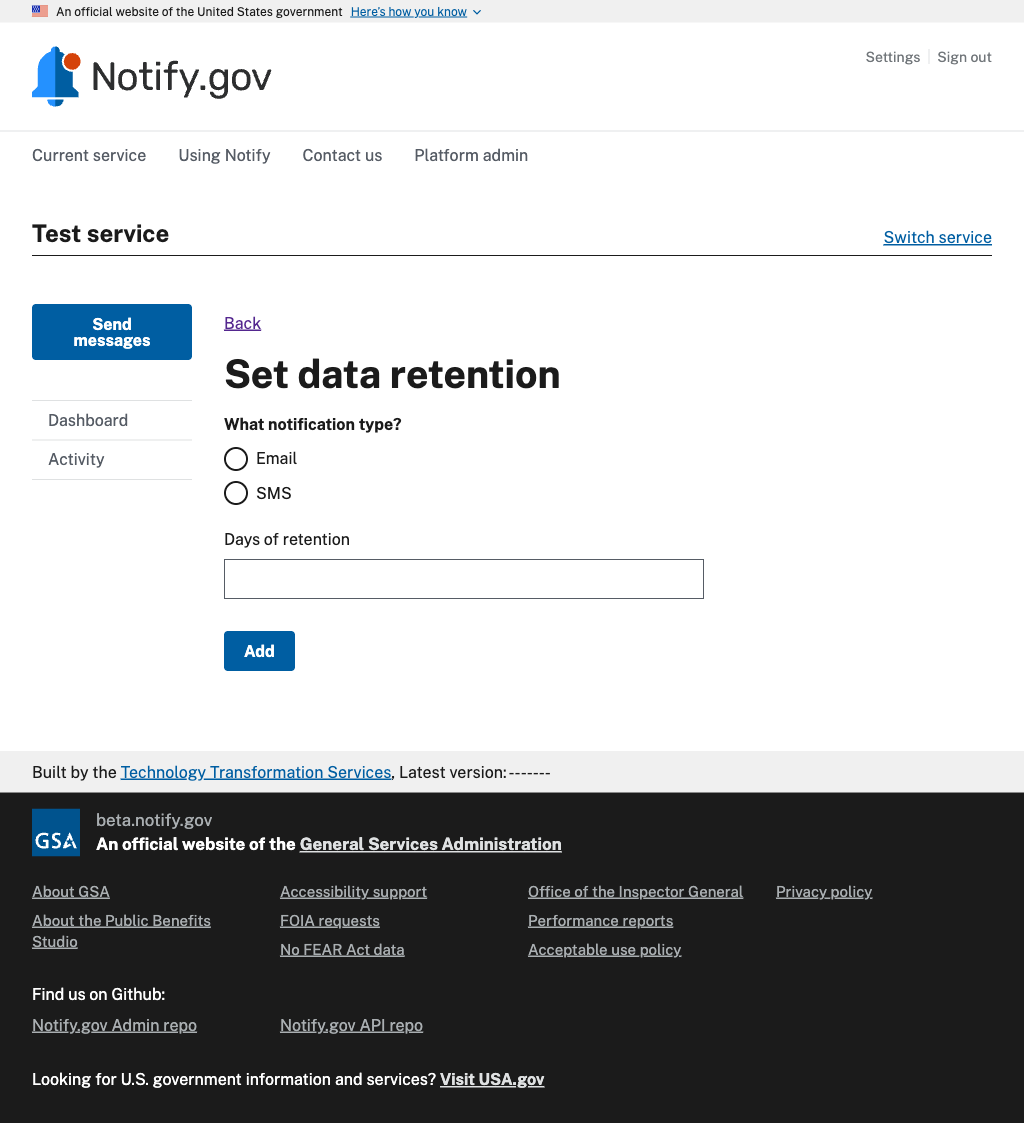 An official website of the United States government Here's how you know
Notify.gov
Settings Sign out
Current service Using Notify Contact us Platform admin
Test service
Switch service
Send
messages
Dashboard
Activity
Back
Set data retention
What notification type?
Email
SMS
Days of retention
Add
Built by the Technology Transformation Services, Latest version:-------
GSA
beta.notify.gov
An official website of the General Services Administration
About GSA
About the Public Benefits
Studio
Accessibility support
FOIA requests
No FEAR Act data
Office of the Inspector General
Performance reports
Acceptable use policy
Privacy policy
Find us on Github:
Notify.gov Admin repo
Notify.gov API repo
Looking for U.S. government information and services? Visit USA.gov